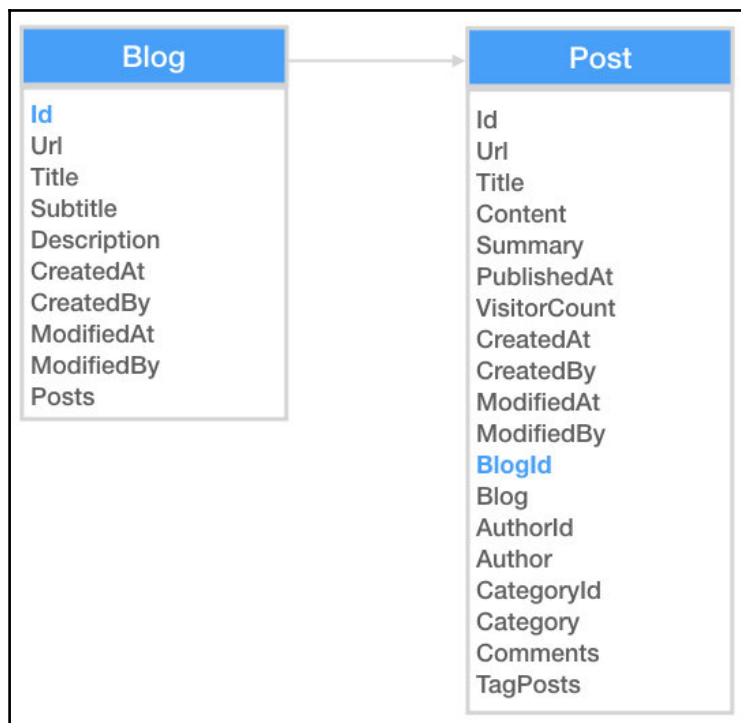 Blog
Id
Url
Title
Subtitle
Description
CreatedAt
CreatedBy
ModifiedAt
ModifiedBy
Posts
Post
Id
Url
Title
Content
Summary
PublishedAt
VisitorCount
CreatedAt
CreatedBy
ModifiedAt
ModifiedBy
BlogId
Blog
AuthorId
Author
CategoryId
Category
Comments
TagPosts